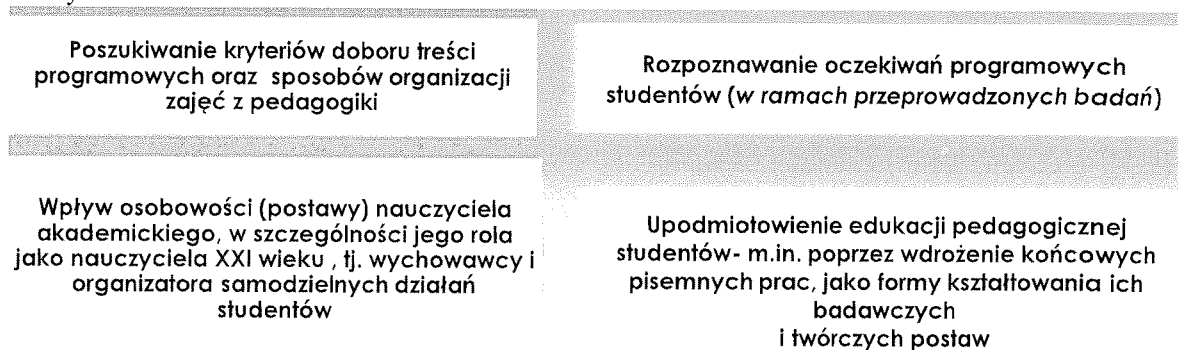 Poszukiwanie kryteriów doboru treści
programowych oraz sposobów organizacji
zajęć z pedagogiki
Rozpoznawanie oczekiwań programowych
studentów (w ramach przeprowadzonych badań)
Wpływ osobowości (postawy) nauczyciela
akademickiego, w szczególności jego rola
jako nauczyciela XXI wieku , tj. wychowawcy i
organizatora samodzielnych działań
studentów
Upodmiotowienie edukacji pedagogicznej
studentów- m.in. poprzez wdrożenie końcowych
pisemnych prac, jako formy kształtowania ich
badawczych
i twórczych postaw